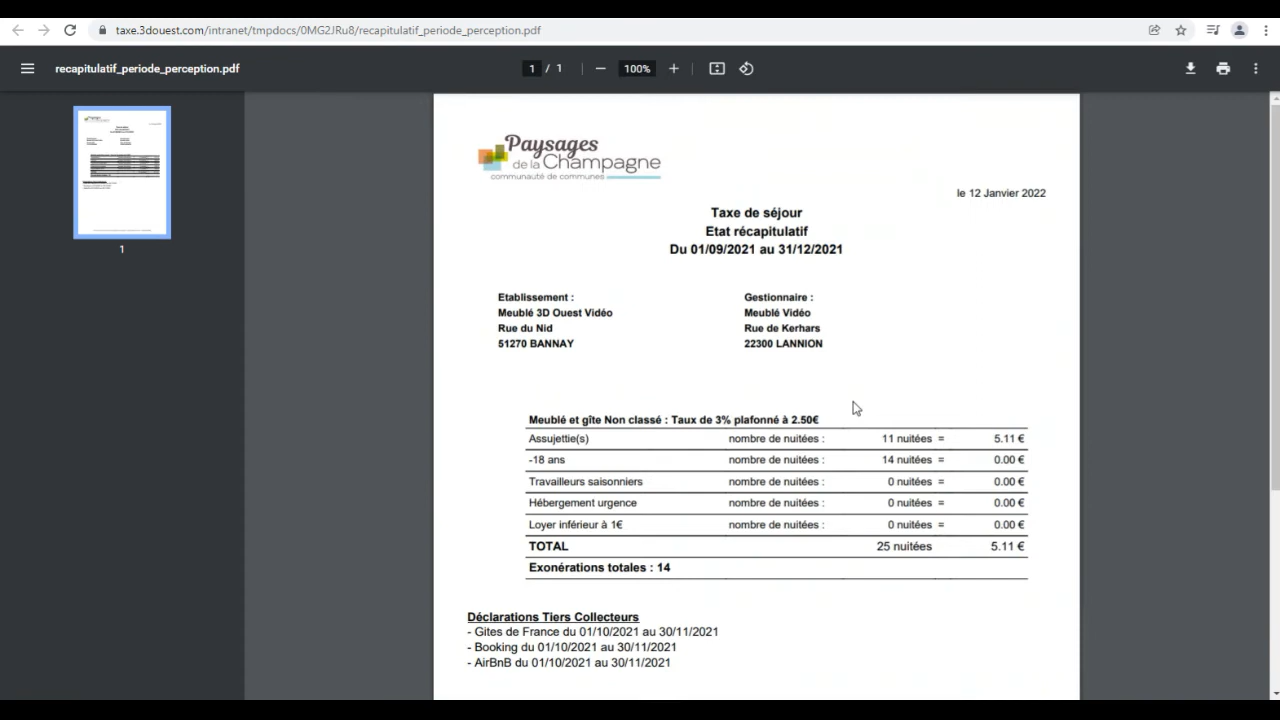 taxe.3douest.com/intranet/tmpdocs/0MG2JRu8/recapitulatif_periode_perception.pdf
recapitulatif_periode_perception.pdf
1 / 1
100%
1
Paysages
de la Champagne
communauté de communes
le 12 Janvier 2022
Taxe de séjour
Etat récapitulatif
Du 01/09/2021 au 31/12/2021
Etablissement :
Meublé 3D Ouest Vidéo
Rue du Nid
51270 BANNAY
Gestionnaire :
Meublé Vidéo
Rue de Kerhars
22300 LANNION
Meublé et gîte Non classé : Taux de 3% plafonné à 2.50€
Assujettie(s) nombre de nuitées : 11 nuitées = 5.11 €
-18 ans nombre de nuitées : 14 nuitées = 0.00 €
Travailleurs saisonniers nombre de nuitées : 0 nuitées = 0.00 €
Hébergement urgence nombre de nuitées : 0 nuitées = 0.00 €
Loyer inférieur à 1€ nombre de nuitées : 0 nuitées = 0.00 €
TOTAL 25 nuitées 5.11 €
Exonérations totales : 14
Déclarations Tiers Collecteurs
- Gites de France du 01/10/2021 au 30/11/2021
- Booking du 01/10/2021 au 30/11/2021
- AirBnB du 01/10/2021 au 30/11/2021